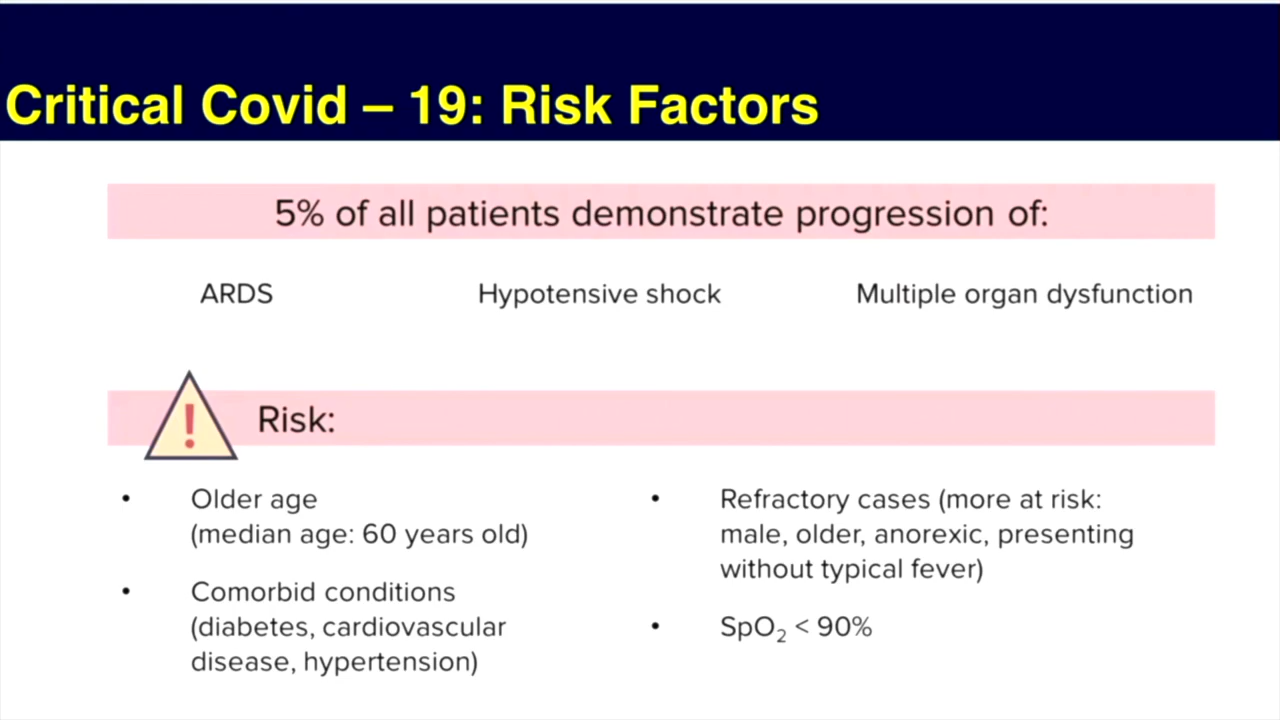 Critical Covid – 19: Risk Factors
5% of all patients demonstrate progression of:
ARDS
Hypotensive shock
Multiple organ dysfunction
!
Risk:
• Older age
(median age: 60 years old)
• Comorbid conditions
(diabetes, cardiovascular
disease, hypertension)
• Refractory cases (more at risk:
male, older, anorexic, presenting
without typical fever)
• SpO₂ < 90%